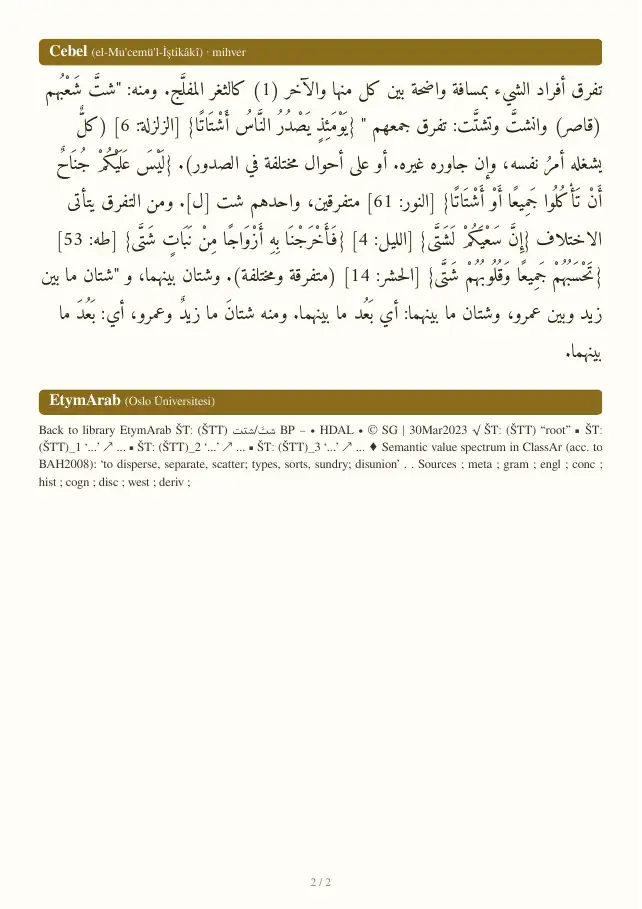 Cebel (el-Mu'cemü'l-İştikâkî) · mihver
تفرق أفراد الشيء بمسافة واضحة بين كل منها والآخر (1) كالثغر المفلَّج. ومنه: "شتَّ شَعْبُهم
(قاصر) وانشتَّ وتشتَّت: تفرق جمعهم " {يَوْمَئِذٍ يَصْدُرُ النَّاسُ أَشْتَاتًا} [الزلزلة: 6] (كلٌّ
يشغله أمرُ نفسه، وإن جاوره غيره. أو على أحوال مختلفة في الصدور). {لَيْسَ عَلَيْكُمْ جُنَاحٌ
أَنْ تَأْكُلُوا جَمِيعًا أَوْ أَشْتَاتًا} [النور: 61] متفرقين، واحدهم شت [ل]. ومن التفرق يتأتى
الاختلاف {إِنَّ سَعْيَكُمْ لَشَتَّى} [الليل: 4] {فَأَخْرَجْنَا بِهِ أَزْوَاجًا مِنْ نَبَاتٍ شَتَّى} [طه: 53]
{تَحْسَبُهُمْ جَمِيعًا وَقُلُوبُهُمْ شَتَّى} [الحشر: 14] (متفرقة ومختلفة). وشتان بينهما، و "شتان ما بين
زيد وبين عمرو، وشتان ما بينهما: أي بَعُد ما بينهما. ومنه شتانَ ما زيدٌ وعمرو، أي: بَعُدَ ما
بينهما.
EtymArab (Oslo Üniversitesi)
Back to library EtymArab ŠT: (ŠTT) شتّ/شتت BP – • HDAL • © SG | 30Mar2023 √ ŠT: (ŠTT) “root” ▪ ŠT:
(ŠTT)_1 ‘...’ ↗ ... ▪ ŠT: (ŠTT)_2 ‘...’ ↗ ... ▪ ŠT: (ŠTT)_3 ‘...’ ↗ ... ♦ Semantic value spectrum in ClassAr (acc. to
BAH2008): ‘to disperse, separate, scatter; types, sorts, sundry; disunion’ . . Sources ; meta ; gram ; engl ; conc ;
hist ; cogn ; disc ; west ; deriv ;
2 / 2